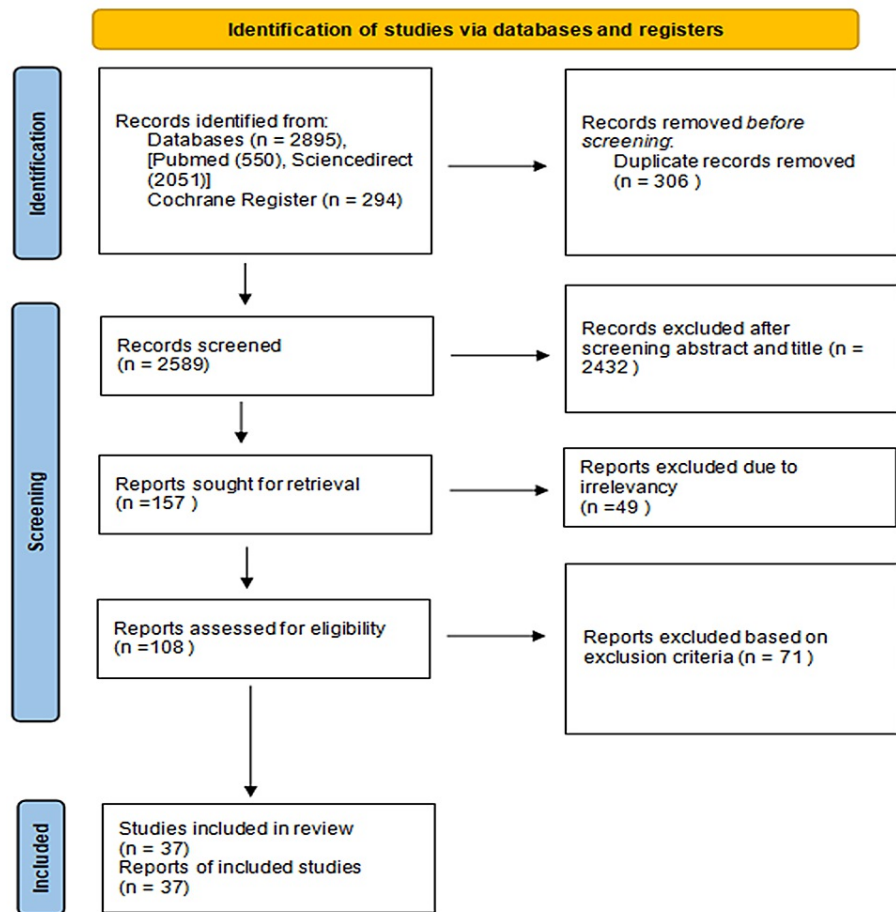 Identification of studies via databases and registers
Identification
Records identified from:
Databases (n = 2895),
[Pubmed (550), Sciencedirect
(2051)]
Cochrane Register (n = 294)
Records removed before
screening:
Duplicate records removed
(n = 306 )
Screening
Records screened
(n = 2589)
Records excluded after
screening abstract and title (n =
2432 )
Reports sought for retrieval
(n =157 )
Reports excluded due to
irrelevancy
(n =49 )
Reports assessed for eligibility
(n =108 )
Reports excluded based on
exclusion criteria (n = 71 )
Included
Studies included in review
(n = 37)
Reports of included studies
(n = 37)